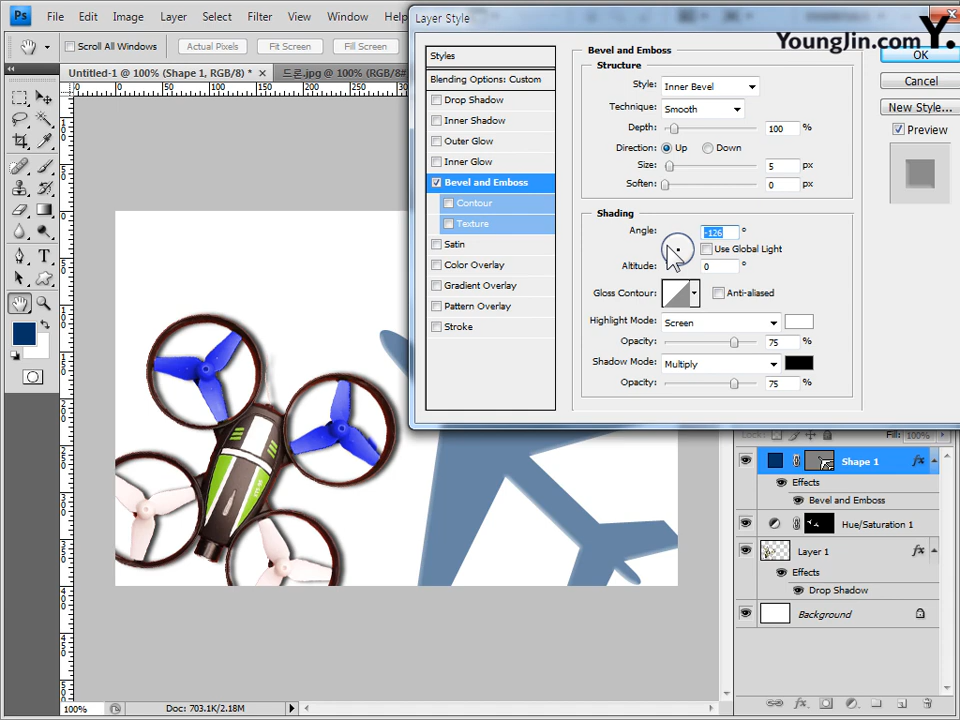 Ps File Edit Image Layer Select Filter View Window Help
Scroll All Windows Actual Pixels Fit Screen Fill Screen
Untitled-1 @ 100% (Shape 1, RGB/8) * × 드론.jpg @ 100% (RGB/8#
Layer Style
YoungJin.com Y.
Styles
Blending Options: Custom
Drop Shadow
Inner Shadow
Outer Glow
Inner Glow
Bevel and Emboss
Contour
Texture
Satin
Color Overlay
Gradient Overlay
Pattern Overlay
Stroke
Bevel and Emboss
Structure
Style: Inner Bevel
Technique: Smooth
Depth: 100 %
Direction: Up Down
Size: 5 px
Soften: 0 px
Shading
Angle: -126 °
Use Global Light
Altitude: 0 °
Gloss Contour: Anti-aliased
Highlight Mode: Screen
Opacity: 75 %
Shadow Mode: Multiply
Opacity: 75 %
OK
Cancel
New Style...
Preview
Lock: Fill: 100%
Shape 1 fx
Effects
Bevel and Emboss
Hue/Saturation 1
Layer 1 fx
Effects
Drop Shadow
Background
100% Doc: 703.1K/2.18M